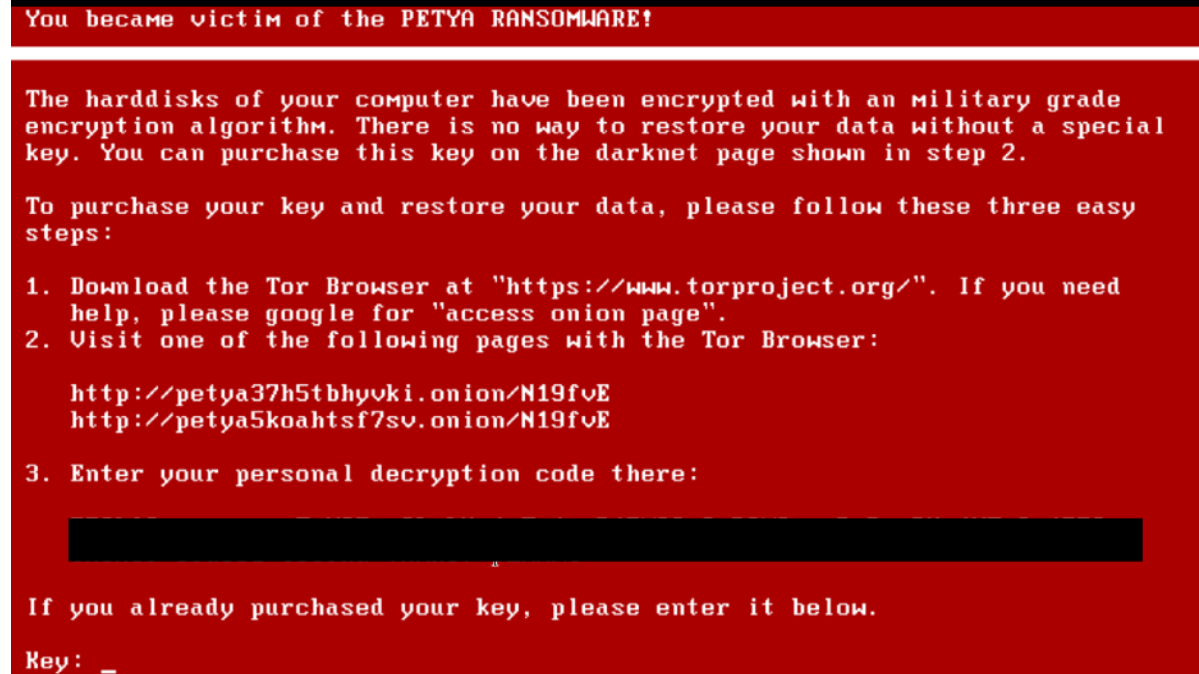 You became victim of the PETYA RANSOMWARE!
The harddisks of your computer have been encrypted with an military grade
encryption algorithm. There is no way to restore your data without a special
key. You can purchase this key on the darknet page shown in step 2.
To purchase your key and restore your data, please follow these three easy
steps:
1. Download the Tor Browser at "https://www.torproject.org/". If you need
help, please google for "access onion page".
2. Visit one of the following pages with the Tor Browser:
http://petya37h5tbhyvki.onion/N19fvE
http://petya5koahtsf7sv.onion/N19fvE
3. Enter your personal decryption code there:
If you already purchased your key, please enter it below.
Key: _